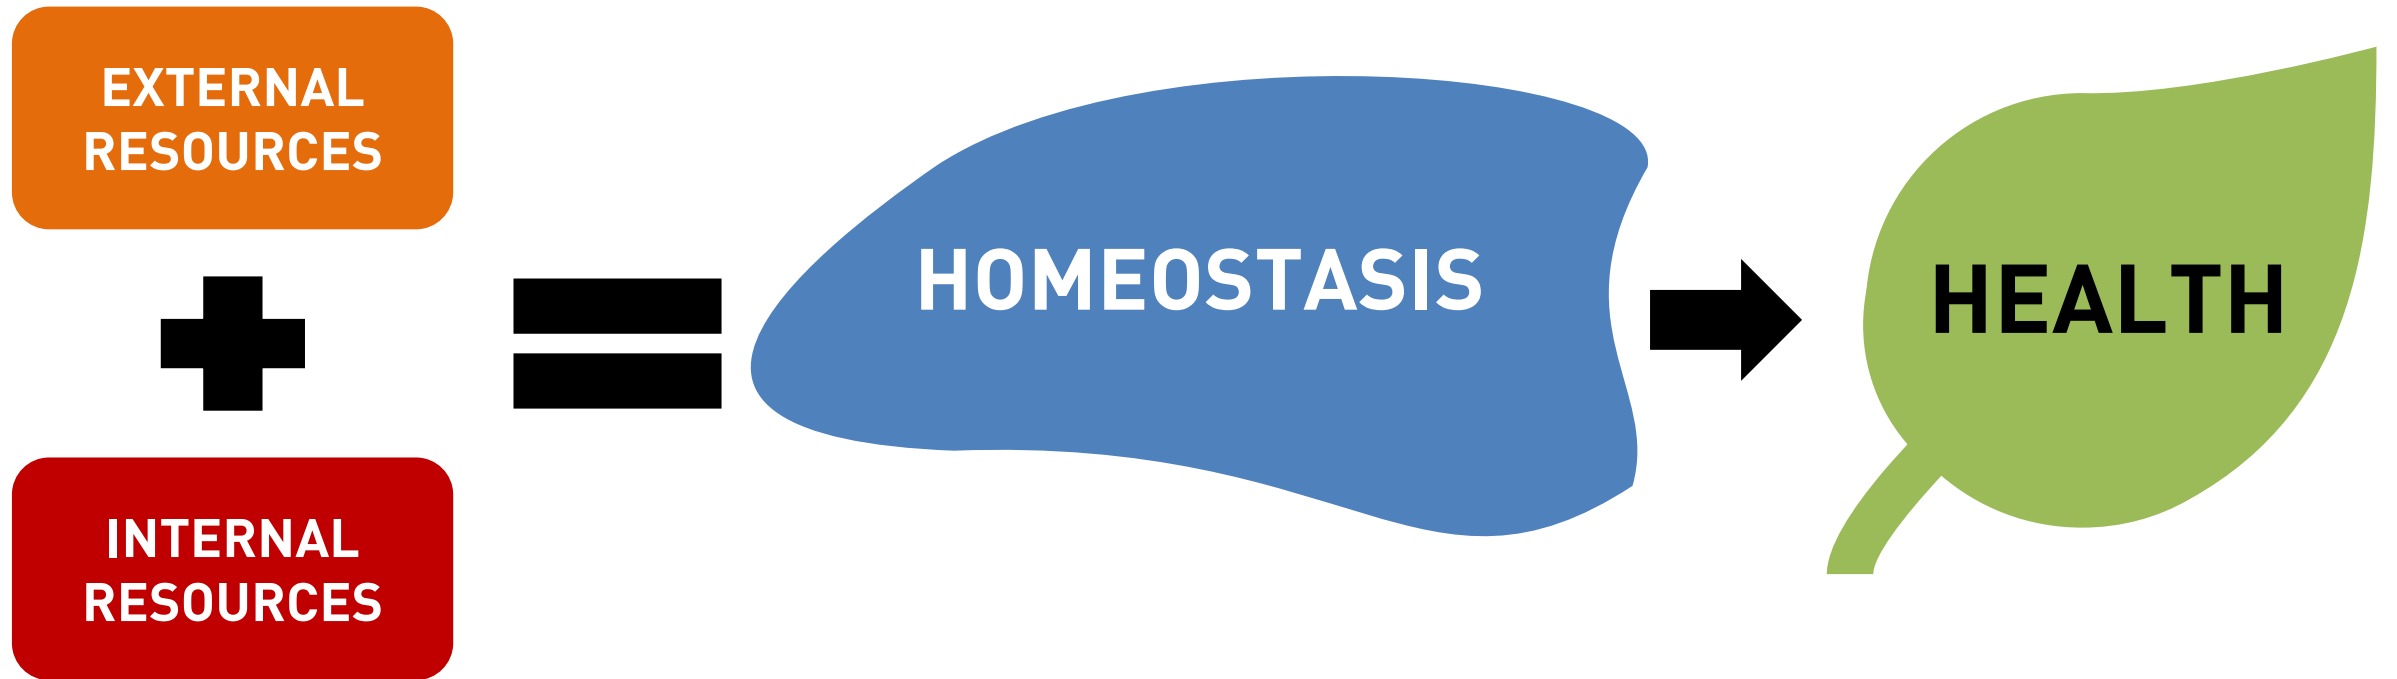 EXTERNAL
RESOURCES
INTERNAL
RESOURCES
HOMEOSTASIS
HEALTH